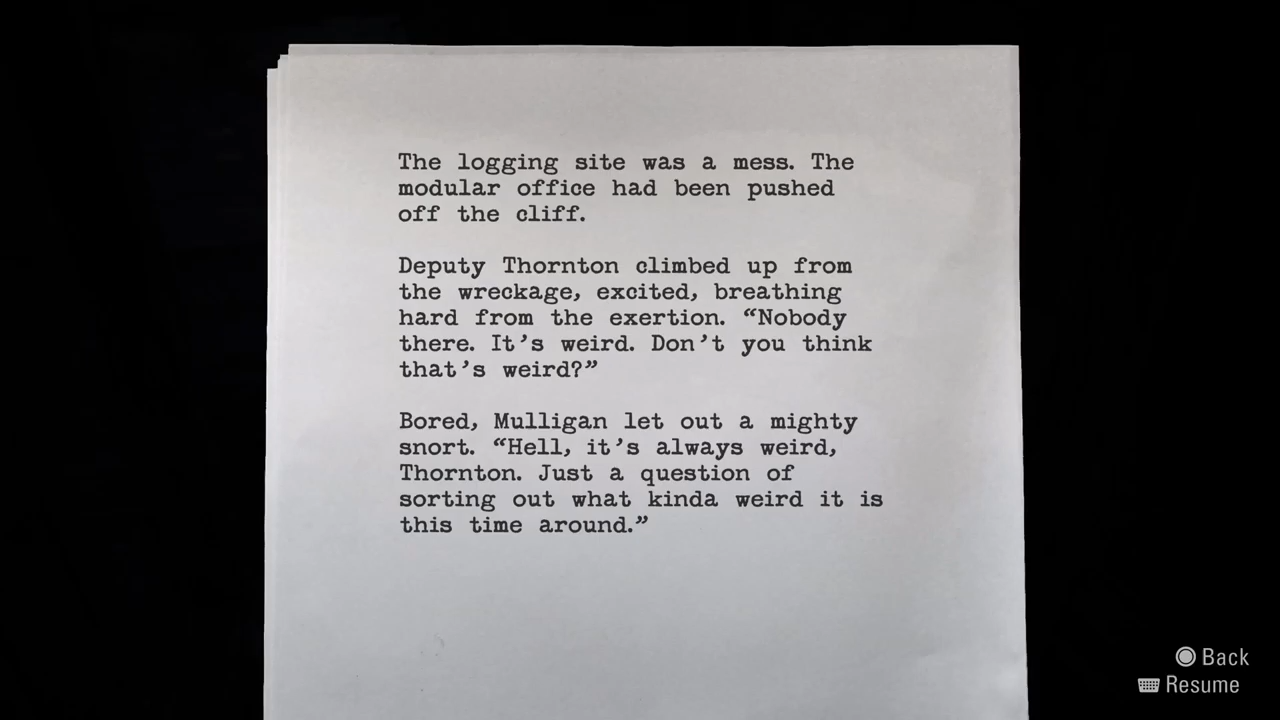 The logging site was a mess. The
modular office had been pushed
off the cliff.
Deputy Thornton climbed up from
the wreckage, excited, breathing
hard from the exertion. “Nobody
there. It’s weird. Don’t you think
that’s weird?”
Bored, Mulligan let out a mighty
snort. “Hell, it’s always weird,
Thornton. Just a question of
sorting out what kinda weird it is
this time around.”
Back
Resume